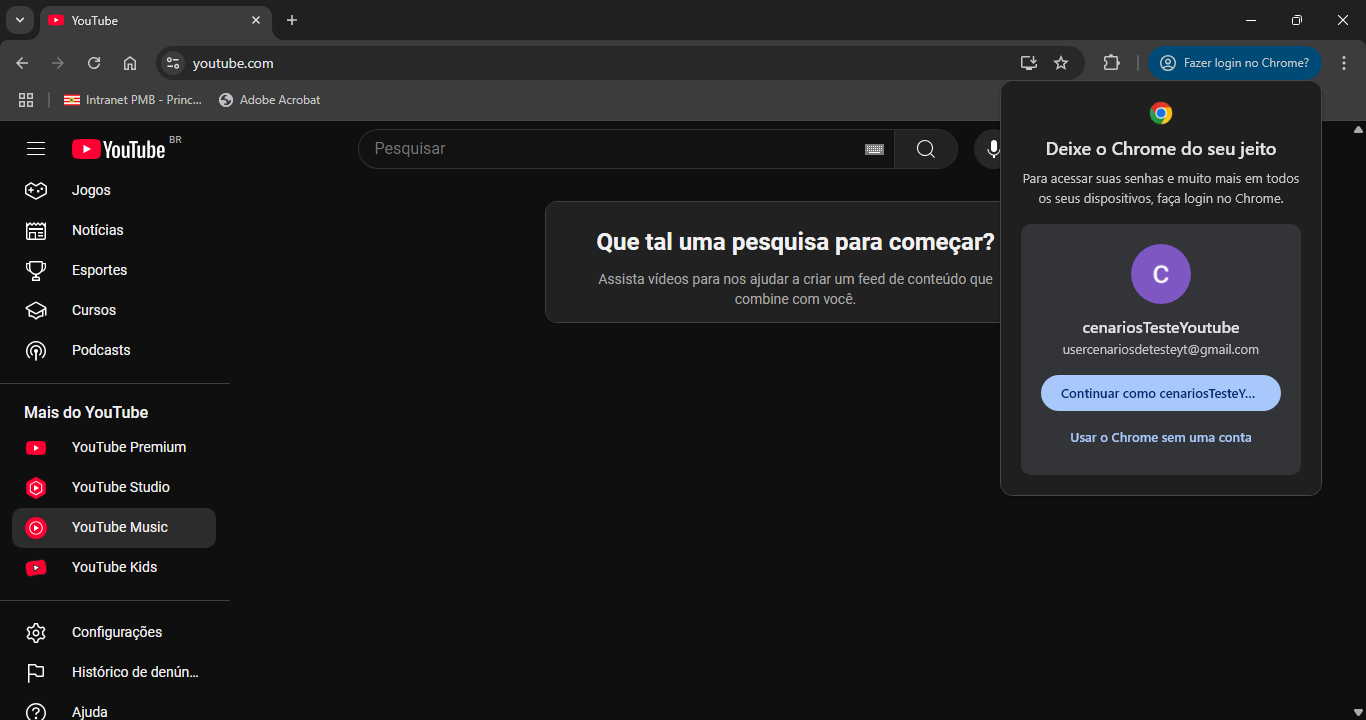 YouTube
youtube.com
Fazer login no Chrome?
Intranet PMB - Princ...
Adobe Acrobat
YouTube BR
Pesquisar
Jogos
Notícias
Esportes
Cursos
Podcasts
Mais do YouTube
YouTube Premium
YouTube Studio
YouTube Music
YouTube Kids
Configurações
Histórico de denún...
Ajuda
Que tal uma pesquisa para começar?
Assista vídeos para nos ajudar a criar um feed de conteúdo que
combine com você.
Deixe o Chrome do seu jeito
Para acessar suas senhas e muito mais em todos
os seus dispositivos, faça login no Chrome.
C
cenariosTesteYoutube
usercenariosdetesteyt@gmail.com
Continuar como cenariosTesteY...
Usar o Chrome sem uma conta